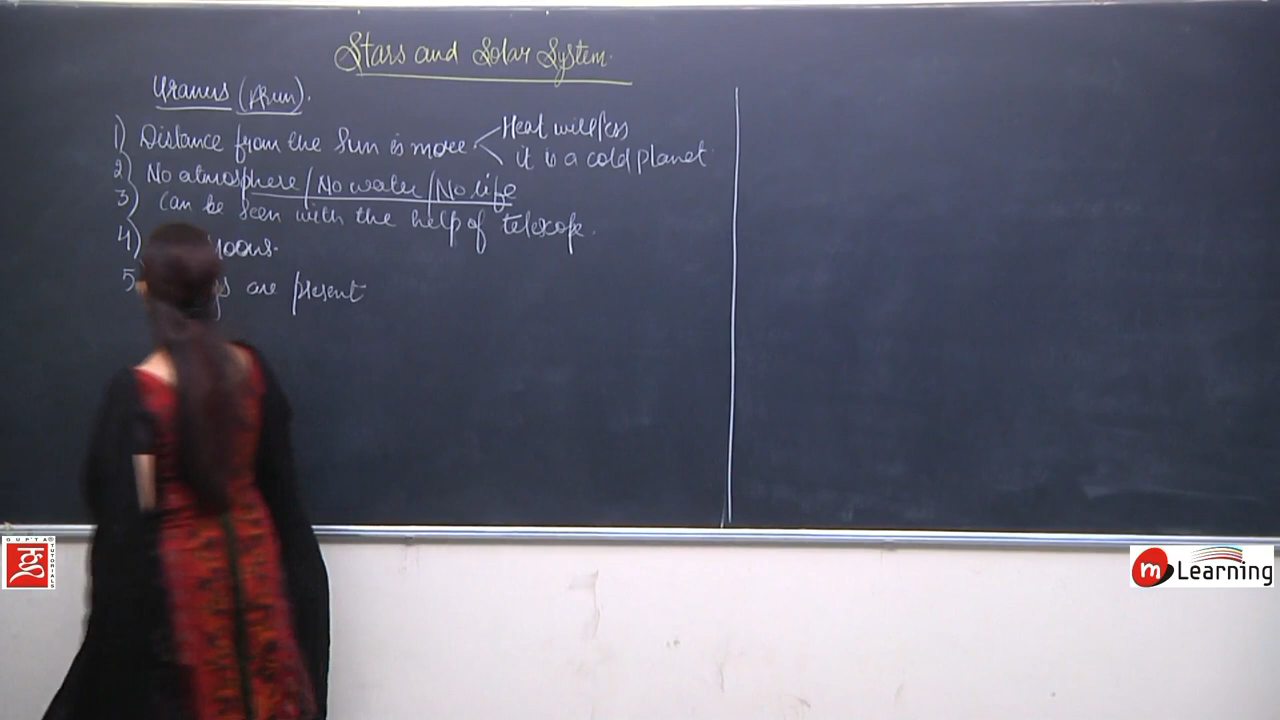 Stars and Solar System.
Uranus (Arun).
1) Distance from the Sun is more
Heat will less
it is a cold planet
2) No atmosphere / No water / No life
3) Can be seen with the help of telescope.
4) Moons.
5 are present
GUPTA TUTORIALS
m Learning